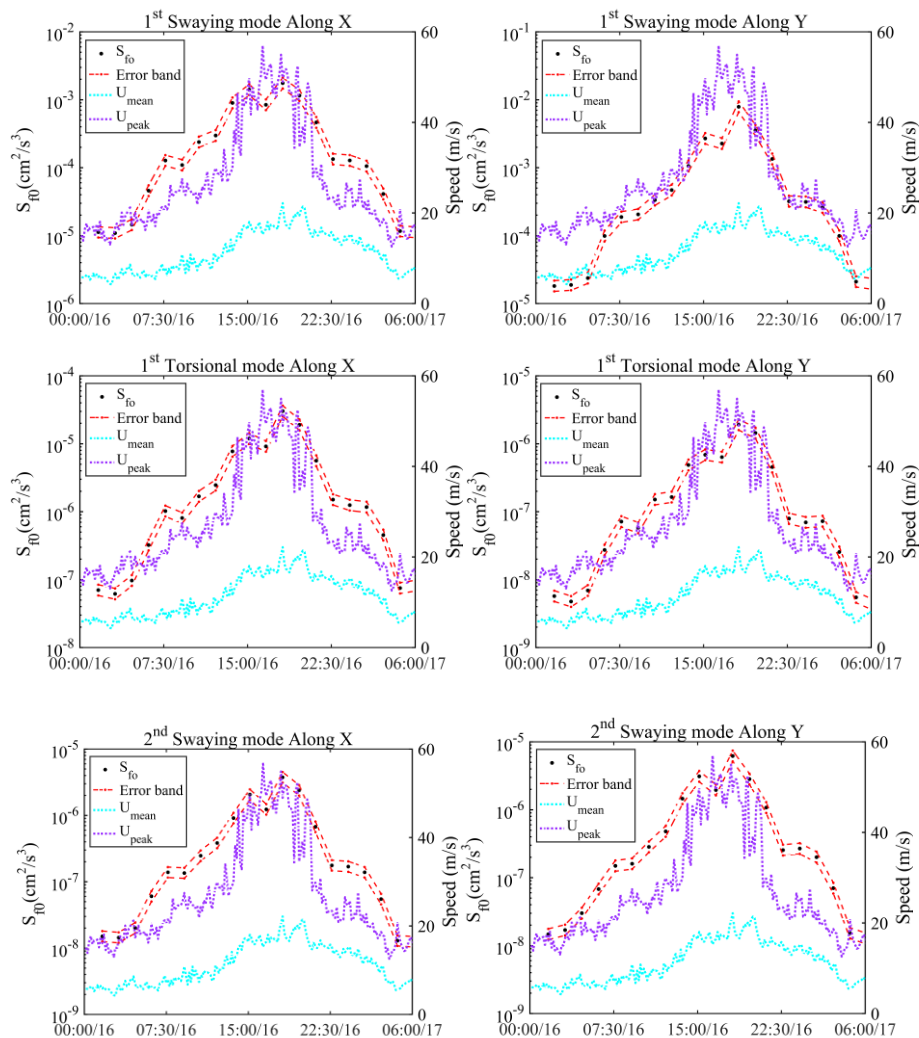 1st Swaying mode Along X
S_fo
Error band
U_mean
U_peak
10^-2
10^-3
10^-4
10^-5
10^-6
S_f0(cm^2/s^3)
60
40
20
0
Speed (m/s)
00:00/16 07:30/16 15:00/16 22:30/16 06:00/17
1st Swaying mode Along Y
S_fo
Error band
U_mean
U_peak
10^-1
10^-2
10^-3
10^-4
10^-5
S_f0(cm^2/s^3)
60
40
20
0
Speed (m/s)
00:00/16 07:30/16 15:00/16 22:30/16 06:00/17
1st Torsional mode Along X
S_fo
Error band
U_mean
U_peak
10^-4
10^-5
10^-6
10^-7
10^-8
S_f0(cm^2/s^3)
60
40
20
0
Speed (m/s)
00:00/16 07:30/16 15:00/16 22:30/16 06:00/17
1st Torsional mode Along Y
S_fo
Error band
U_mean
U_peak
10^-5
10^-6
10^-7
10^-8
10^-9
S_f0(cm^2/s^3)
60
40
20
0
Speed (m/s)
00:00/16 07:30/16 15:00/16 22:30/16 06:00/17
2nd Swaying mode Along X
S_fo
Error band
U_mean
U_peak
10^-5
10^-6
10^-7
10^-8
10^-9
S_f0(cm^2/s^3)
60
40
20
0
Speed (m/s)
00:00/16 07:30/16 15:00/16 22:30/16 06:00/17
2nd Swaying mode Along Y
S_fo
Error band
U_mean
U_peak
10^-5
10^-6
10^-7
10^-8
10^-9
S_f0(cm^2/s^3)
60
40
20
0
Speed (m/s)
00:00/16 07:30/16 15:00/16 22:30/16 06:00/17